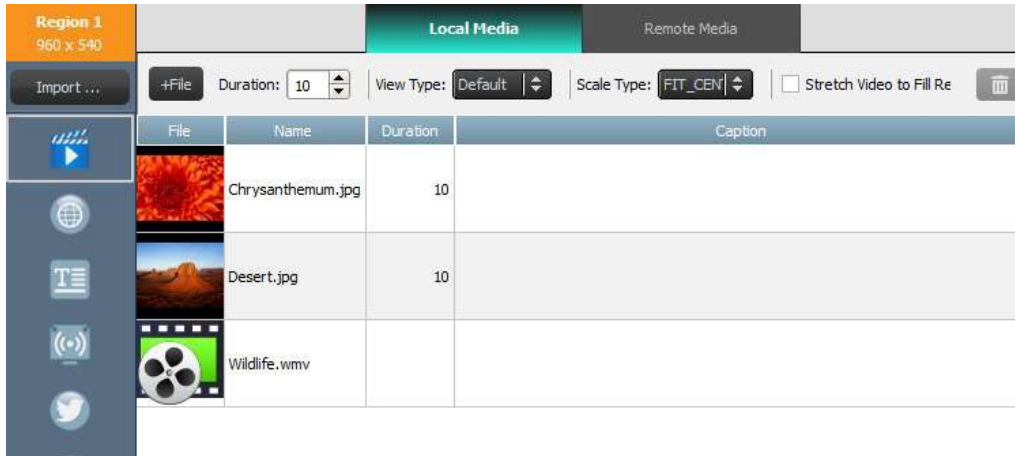 Region 1
960 x 540
Local Media
Remote Media
Import ...
+File
Duration: 10
View Type: Default
Scale Type: FIT_CEN
Stretch Video to Fill Re
File Name Duration Caption
Chrysanthemum.jpg 10
Desert.jpg 10
Wildlife.wmv
T